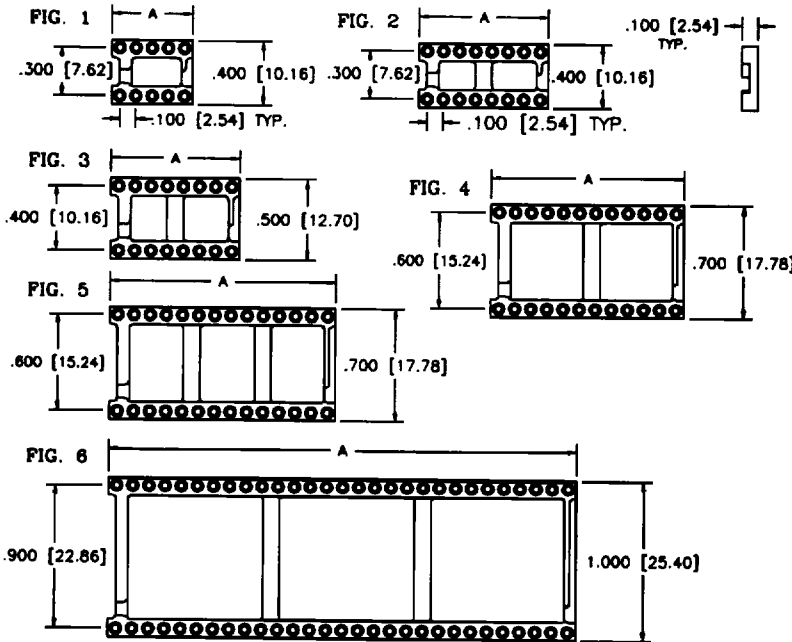 FIG. 1
A
.300 [7.62]
.400 [10.16]
.100 [2.54] TYP.
FIG. 2
A
.300 [7.62]
.400 [10.16]
.100 [2.54] TYP.
.100 [2.54]
TYP.
FIG. 3
A
.400 [10.16]
.500 [12.70]
FIG. 4
A
.600 [15.24]
.700 [17.78]
FIG. 5
A
.600 [15.24]
.700 [17.78]
FIG. 6
A
.900 [22.86]
1.000 [25.40]